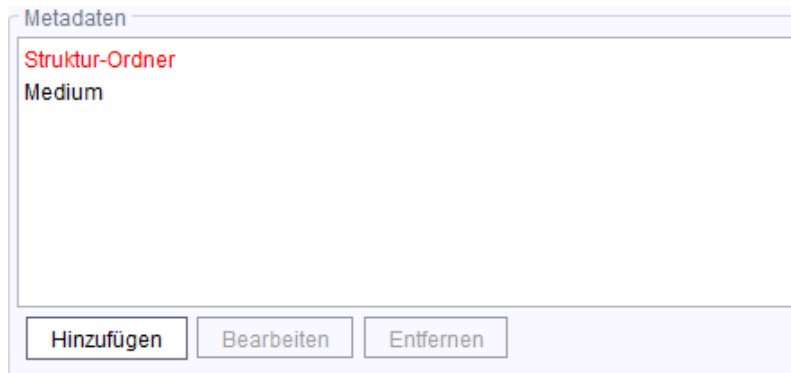 Metadaten
Struktur-Ordner
Medium
Hinzufügen Bearbeiten Entfernen